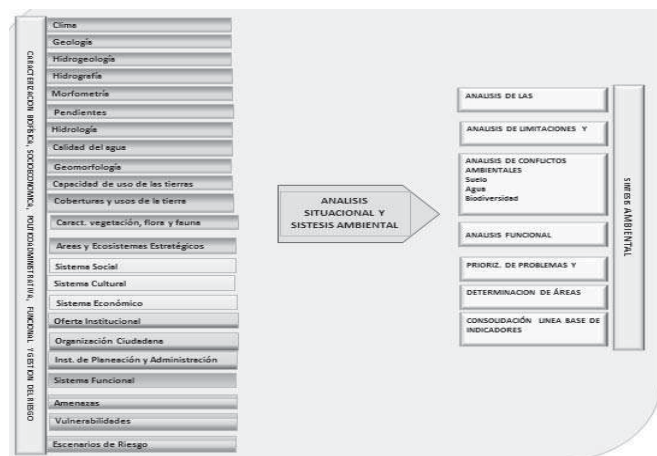 CARACTERIZACION BIOFÍSICA, SOCIOECONOMICA, POLITICOADMINISTRATIVA, FUNCIONAL Y GESTION DEL RIESGO
Clima
Geología
Hidrogeología
Hidrografía
Morfometría
Pendientes
Hidrología
Calidad del agua
Geomorfología
Capacidad de uso de las tierras
Coberturas y usos de la tierra
Caract. vegetación, flora y fauna
Areas y Ecosistemas Estratégicos
Sistema Social
Sistema Cultural
Sistema Económico
Oferta Institucional
Organización Ciudadana
Inst. de Planeación y Administración
Sistema Funcional
Amenazas
Vulnerabilidades
Escenarios de Riesgo
ANALISIS
SITUACIONAL Y
SISTESIS AMBIENTAL
ANALISIS DE LAS
ANALISIS DE LIMITACIONES Y
ANALISIS DE CONFLICTOS
AMBIENTALES
Suelo
Agua
Biodiversidad
ANALISIS FUNCIONAL
PRIORIZ. DE PROBLEMAS Y
DETERMINACION DE ÁREAS
CONSOLIDACIÓN LINEA BASE DE
INDICADORES
SINTESIS AMBIENTAL